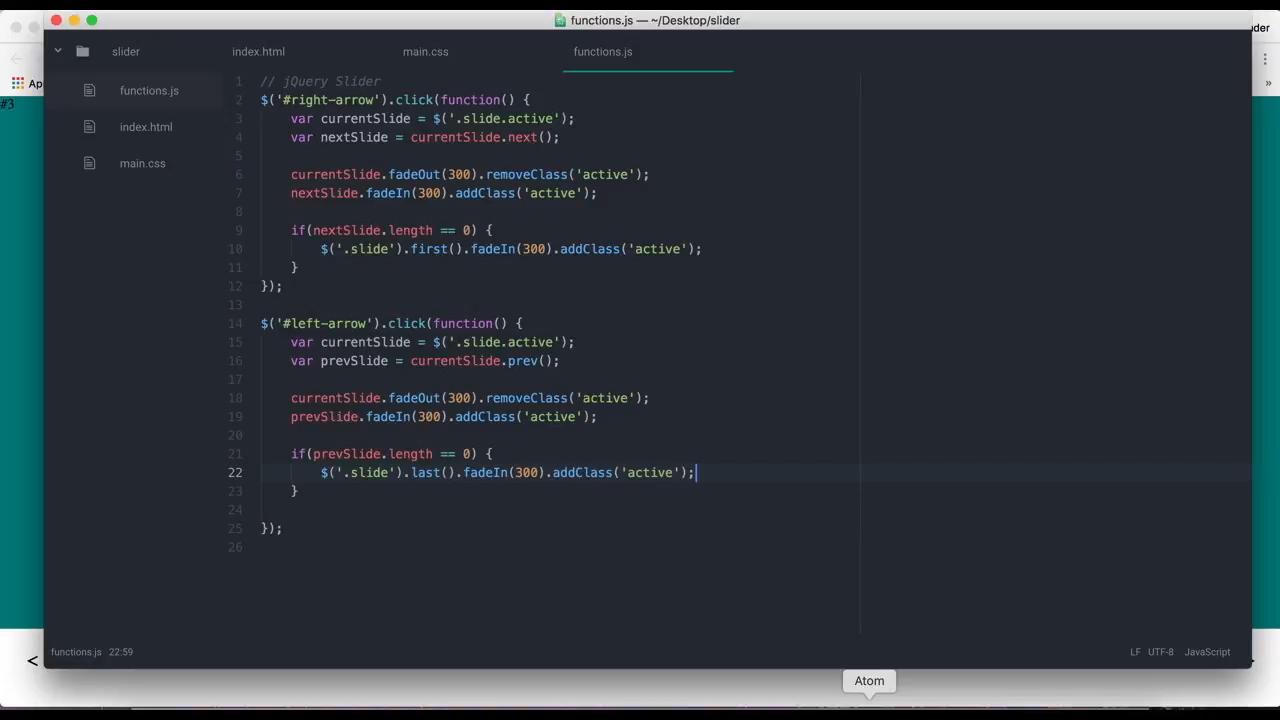 functions.js — ~/Desktop/slider
der
slider
index.html
main.css
functions.js
App
»
#3
functions.js
index.html
main.css
1 // jQuery Slider
2 $('#right-arrow').click(function() {
3 var currentSlide = $('.slide.active');
4 var nextSlide = currentSlide.next();
5
6 currentSlide.fadeOut(300).removeClass('active');
7 nextSlide.fadeIn(300).addClass('active');
8
9 if(nextSlide.length == 0) {
10 $('.slide').first().fadeIn(300).addClass('active');
11 }
12 });
13
14 $('#left-arrow').click(function() {
15 var currentSlide = $('.slide.active');
16 var prevSlide = currentSlide.prev();
17
18 currentSlide.fadeOut(300).removeClass('active');
19 prevSlide.fadeIn(300).addClass('active');
20
21 if(prevSlide.length == 0) {
22 $('.slide').last().fadeIn(300).addClass('active');
23 }
24
25 });
26
functions.js 22:59
LF UTF-8 JavaScript
<
Atom